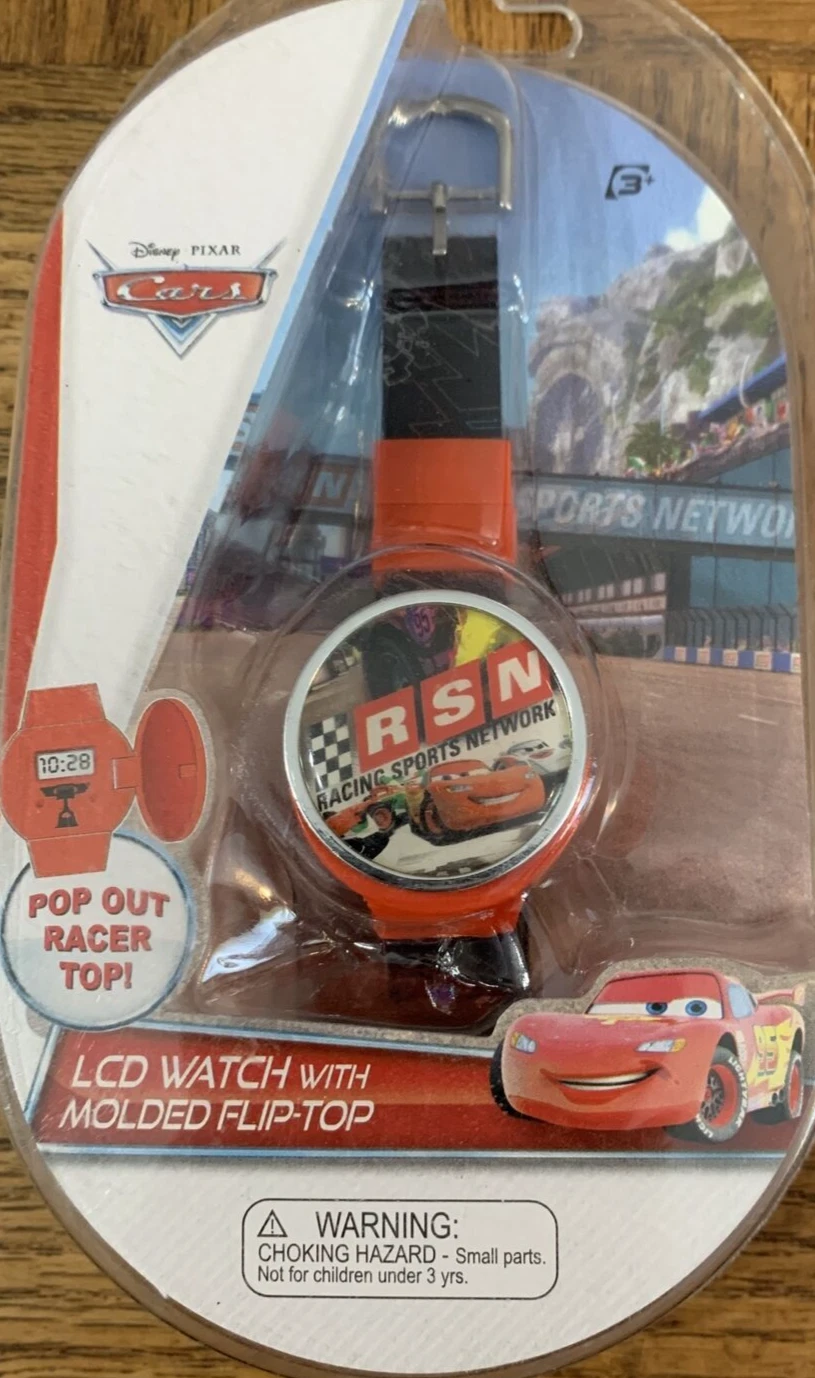 3+
Disney PIXAR
Cars
SPORTS NETWO
RSN
RACING SPORTS NETWORK
10:28
POP OUT
RACER
TOP!
LCD WATCH WITH
MOLDED FLIP-TOP
95
⚠ WARNING:
CHOKING HAZARD - Small parts.
Not for children under 3 yrs.